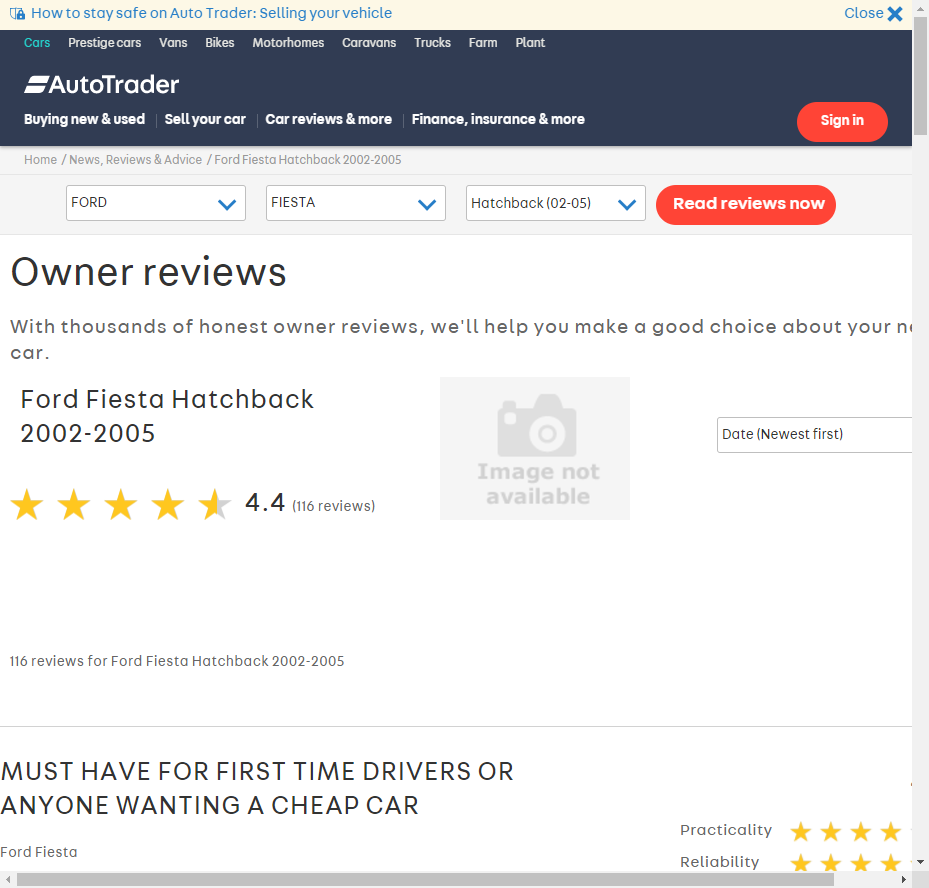 How to stay safe on Auto Trader: Selling your vehicle Close
Cars Prestige cars Vans Bikes Motorhomes Caravans Trucks Farm Plant
AutoTrader
Buying new & used Sell your car Car reviews & more Finance, insurance & more Sign in
Home / News, Reviews & Advice / Ford Fiesta Hatchback 2002-2005
FORD FIESTA Hatchback (02-05) Read reviews now
Owner reviews
With thousands of honest owner reviews, we'll help you make a good choice about your
car.
Ford Fiesta Hatchback
2002-2005
Image not
available
Date (Newest first)
4.4 (116 reviews)
116 reviews for Ford Fiesta Hatchback 2002-2005
MUST HAVE FOR FIRST TIME DRIVERS OR
ANYONE WANTING A CHEAP CAR
Practicality
Ford Fiesta
Reliability